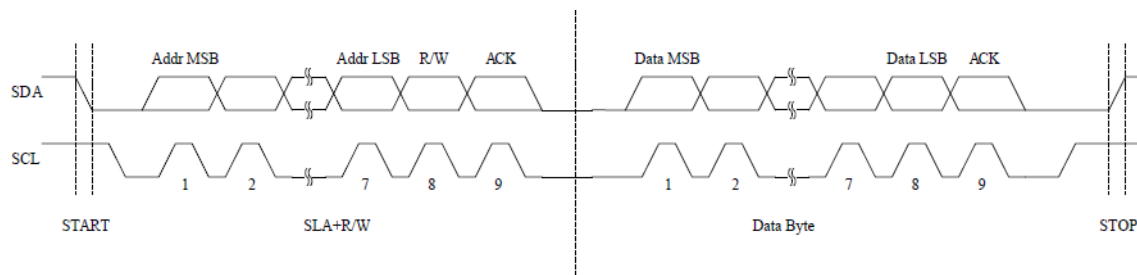 Addr MSB Addr LSB R/W ACK Data MSB Data LSB ACK
SDA
SCL
1 2 7 8 9 1 2 7 8 9
START SLA+R/W Data Byte STOP